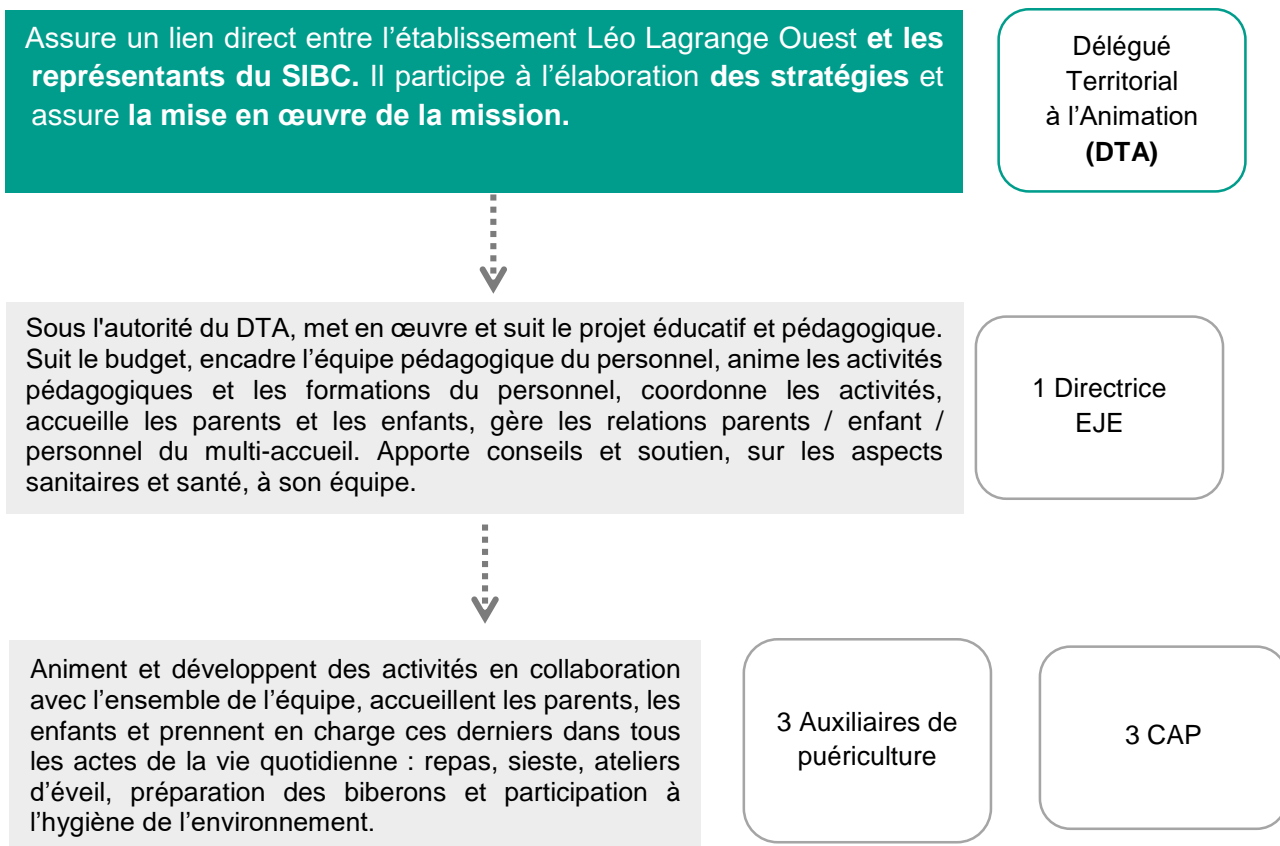 Assure un lien direct entre l’établissement Léo Lagrange Ouest et les
représentants du SIBC. Il participe à l’élaboration des stratégies et
assure la mise en œuvre de la mission.
Délégué
Territorial
à l’Animation
(DTA)
Sous l'autorité du DTA, met en œuvre et suit le projet éducatif et pédagogique.
Suit le budget, encadre l’équipe pédagogique du personnel, anime les activités
pédagogiques et les formations du personnel, coordonne les activités,
accueille les parents et les enfants, gère les relations parents / enfant /
personnel du multi-accueil. Apporte conseils et soutien, sur les aspects
sanitaires et santé, à son équipe.
1 Directrice
EJE
Animent et développent des activités en collaboration
avec l’ensemble de l’équipe, accueillent les parents, les
enfants et prennent en charge ces derniers dans tous
les actes de la vie quotidienne : repas, sieste, ateliers
d’éveil, préparation des biberons et participation à
l’hygiène de l’environnement.
3 Auxiliaires de
puériculture
3 CAP